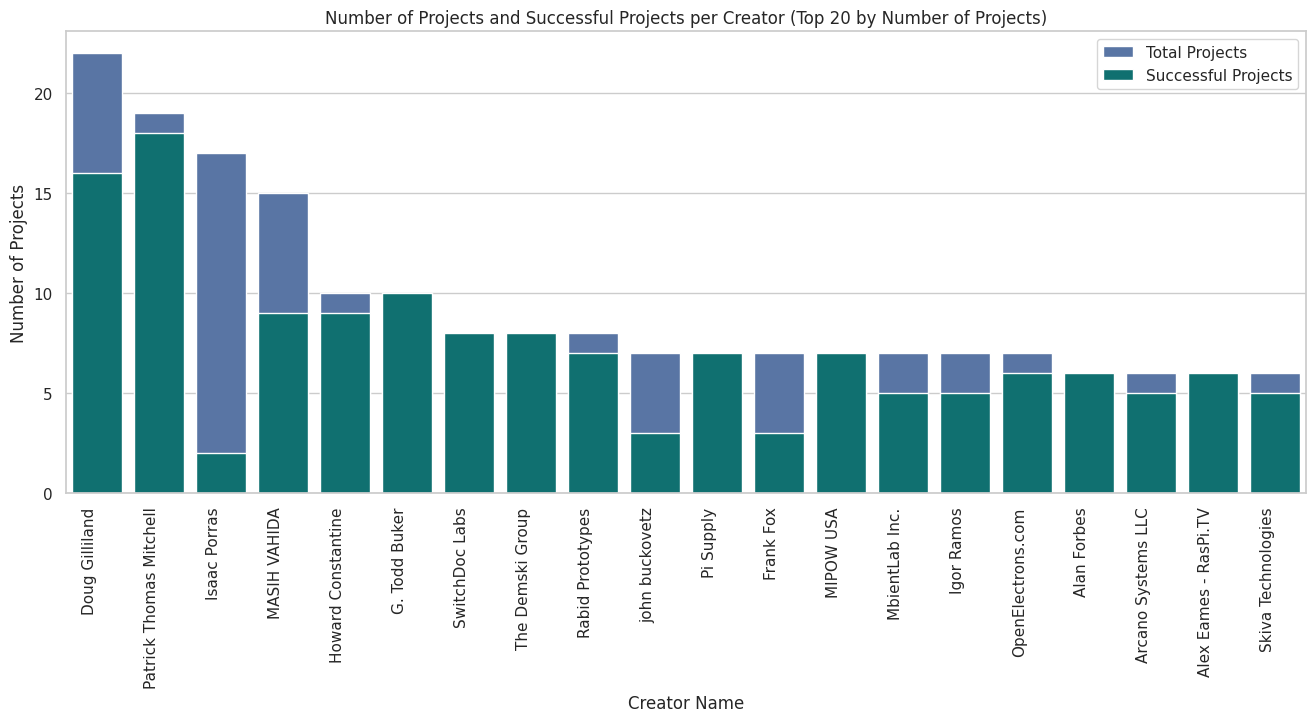 Number of Projects and Successful Projects per Creator (Top 20 by Number of Projects)
Total Projects
Successful Projects
Number of Projects
20
15
10
5
0
Doug Gilliland
Patrick Thomas Mitchell
Isaac Porras
MASIH VAHIDA
Howard Constantine
G. Todd Buker
SwitchDoc Labs
The Demski Group
Rabid Prototypes
john buckovetz
Pi Supply
Frank Fox
MIPOW USA
MbientLab Inc.
Igor Ramos
OpenElectrons.com
Alan Forbes
Arcano Systems LLC
Alex Eames - RasPi.TV
Skiva Technologies
Creator Name